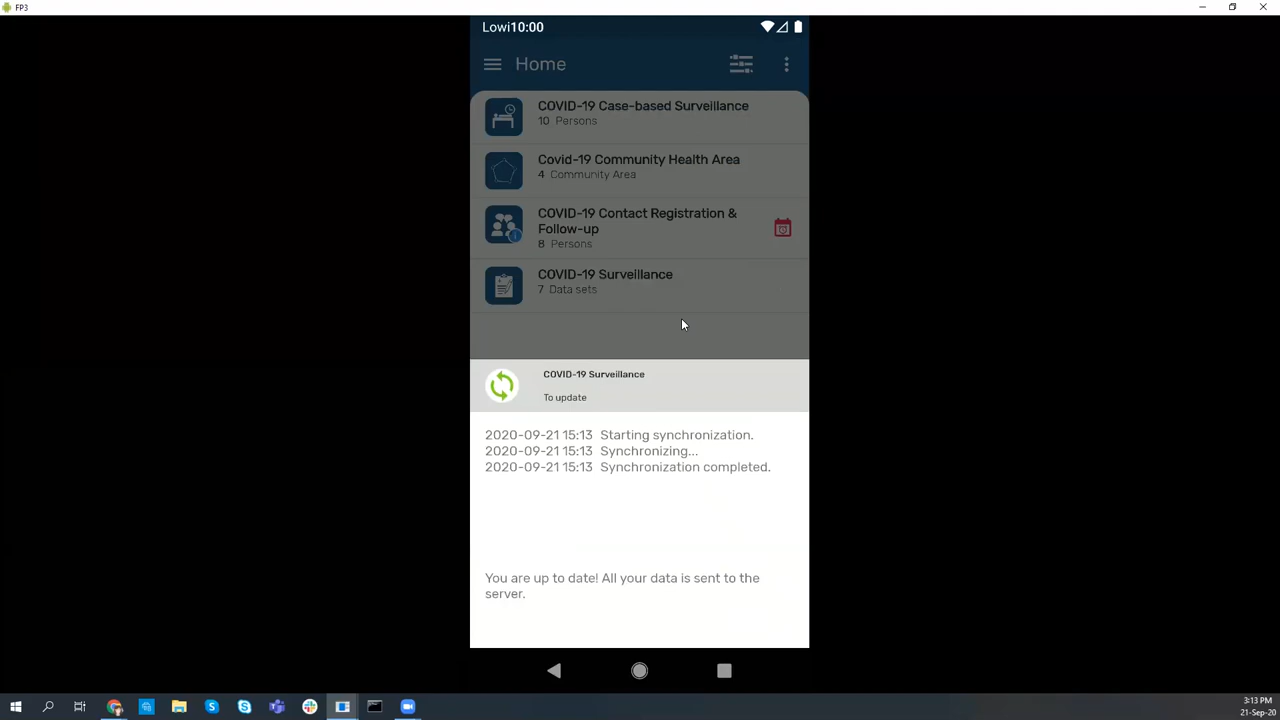 FP3
Lowi10:00
Home
COVID-19 Case-based Surveillance
10 Persons
Covid-19 Community Health Area
4 Community Area
COVID-19 Contact Registration &
Follow-up
8 Persons
COVID-19 Surveillance
7 Data sets
COVID-19 Surveillance
To update
2020-09-21 15:13 Starting synchronization.
2020-09-21 15:13 Synchronizing...
2020-09-21 15:13 Synchronization completed.
You are up to date! All your data is sent to the
server.
3:13 PM
21-Sep-20